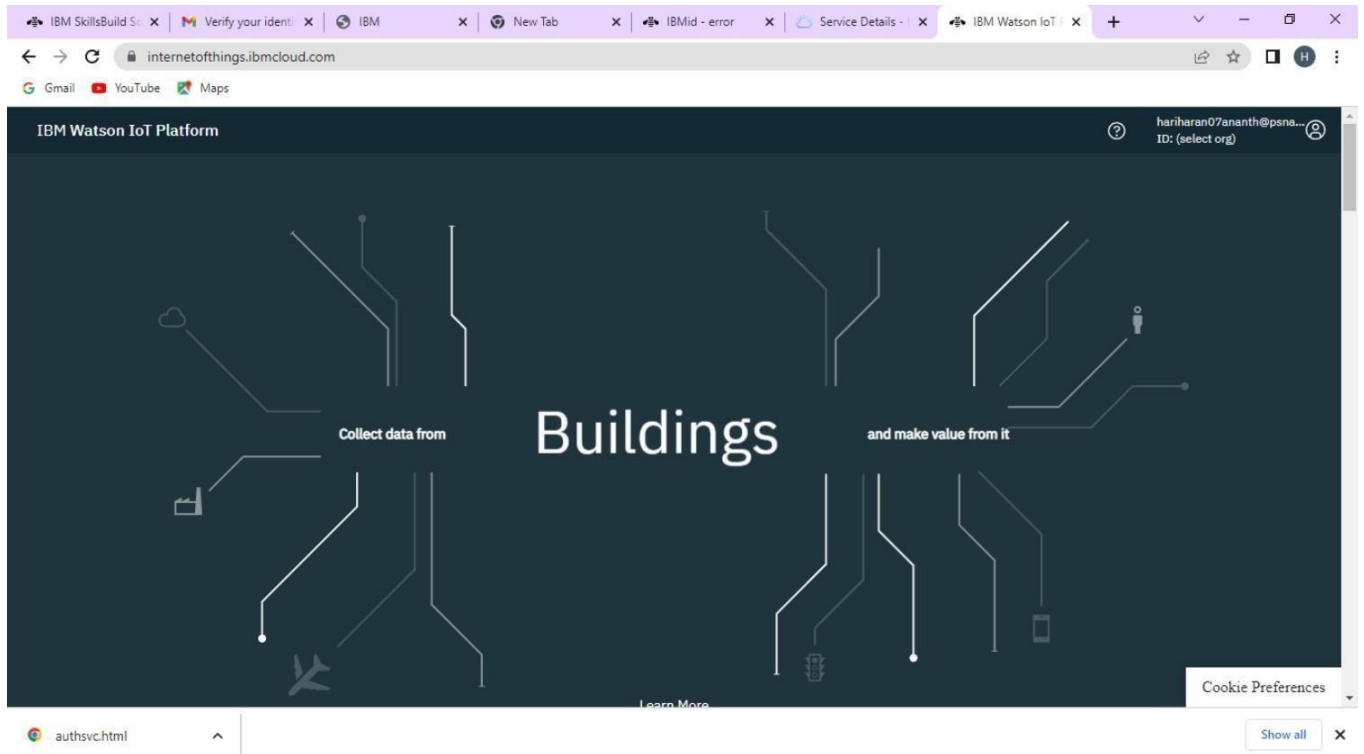 IBM SkillsBuild So
Verify your identi
IBM
New Tab
IBMid - error
Service Details -
IBM Watson IoT
internetofthings.ibmcloud.com
H
Gmail
YouTube
Maps
IBM Watson IoT Platform
hariharan07ananth@psna...
ID: (select org)
Collect data from
Buildings
and make value from it
Learn More
Cookie Preferences
authsvc.html
Show all